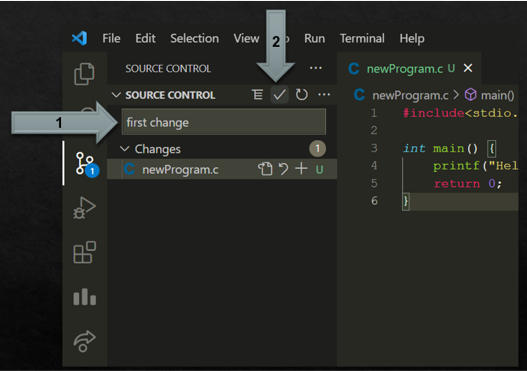 File Edit Selection View Run Terminal Help
2
SOURCE CONTROL ...
newProgram.c U
SOURCE CONTROL
newProgram.c > main()
1
first change
Changes 1
newProgram.c U
1
1 #include<stdio.
2
3 int main() {
4 printf("Hel
5 return 0;
6 }